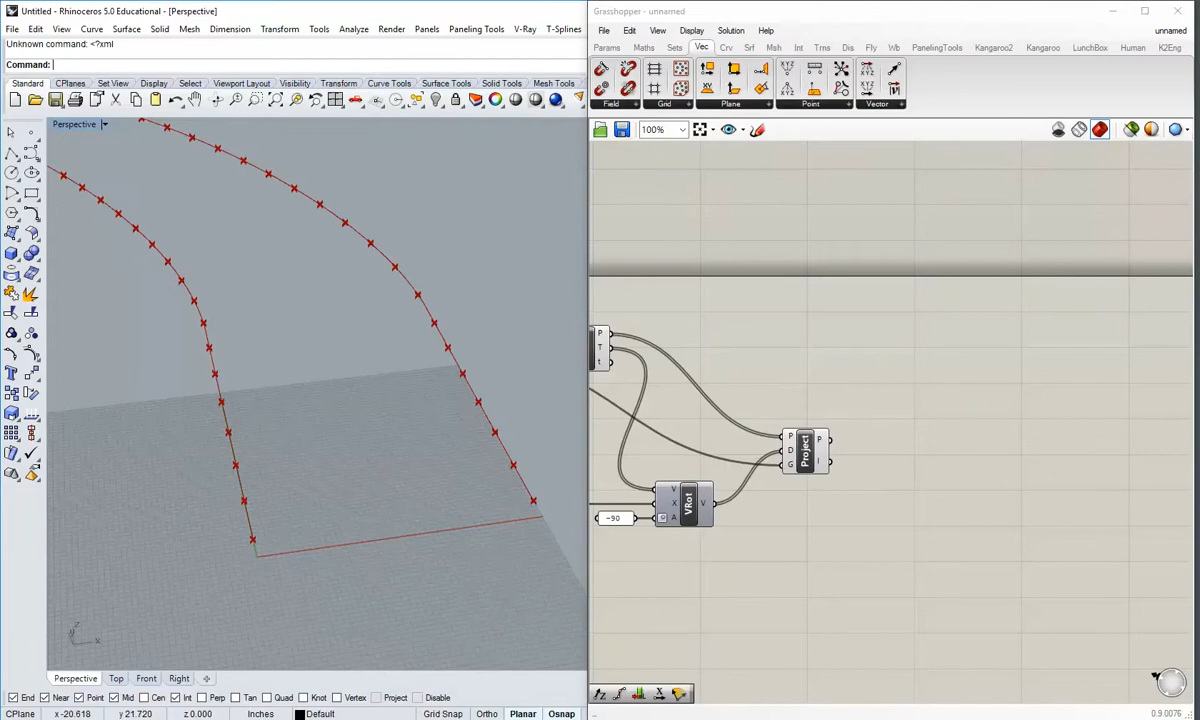 Untitled - Rhinoceros 5.0 Educational - [Perspective]
File Edit View Curve Surface Solid Mesh Dimension Transform Tools Analyze Render Panels Paneling Tools V-Ray T-Splines
Unknown command: <?xml
Command:
Standard CPlanes Set View Display Select Viewport Layout Visibility Transform Curve Tools Surface Tools Solid Tools Mesh Tools
Perspective
z
x
Perspective Top Front Right
End Near Point Mid Cen Int Perp Tan Quad Knot Vertex Project Disable
CPlane x -20.618 y 21.720 z 0.000 Inches Default Grid Snap Ortho Planar Osnap
Grasshopper - unnamed
File Edit View Display Solution Help unnamed
Params Maths Sets Vec Crv Srf Msh Int Trns Dis Fly Wb PanelingTools Kangaroo2 Kangaroo LunchBox Human K2Eng
Field Grid Plane Point Vector
100%
P
T
t
P
D
G
Project
P
I
V
X
A
VRot
V
-90
0.9.0076